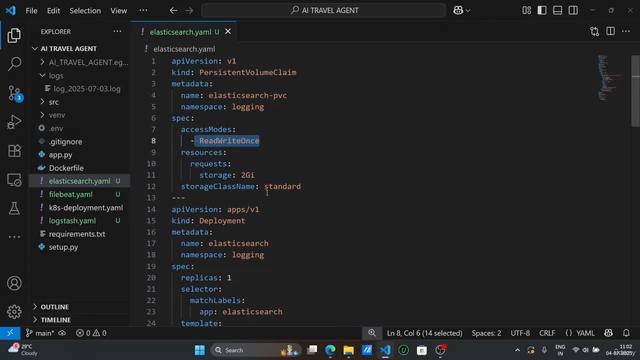 File Edit Selection
AI TRAVEL AGENT
EXPLORER
AI TRAVEL AGENT
AI_TRAVEL_AGENT.eg...
logs
log_2025-07-03.log
src
venv
.env
.gitignore
app.py
Dockerfile
elasticsearch.yaml
filebeat.yaml
k8s-deployment.yaml
logstash.yaml
requirements.txt
setup.py
OUTLINE
TIMELINE
elasticsearch.yaml
elasticsearch.yaml
1 apiVersion: v1
2 kind: PersistentVolumeClaim
3 metadata:
4 name: elasticsearch-pvc
5 namespace: logging
6 spec:
7 accessModes:
8 - ReadWriteOnce
9 resources:
10 requests:
11 storage: 2Gi
12 storageClassName: standard
13 ---
14 apiVersion: apps/v1
15 kind: Deployment
16 metadata:
17 name: elasticsearch
18 namespace: logging
19 spec:
20 replicas: 1
21 selector:
22 matchLabels:
23 app: elasticsearch
24 template:
main* 0 0 Ln 8, Col 6 (14 selected) Spaces: 2 UTF-8 CRLF YAML
29°C
Search
ENG
IN
11:02